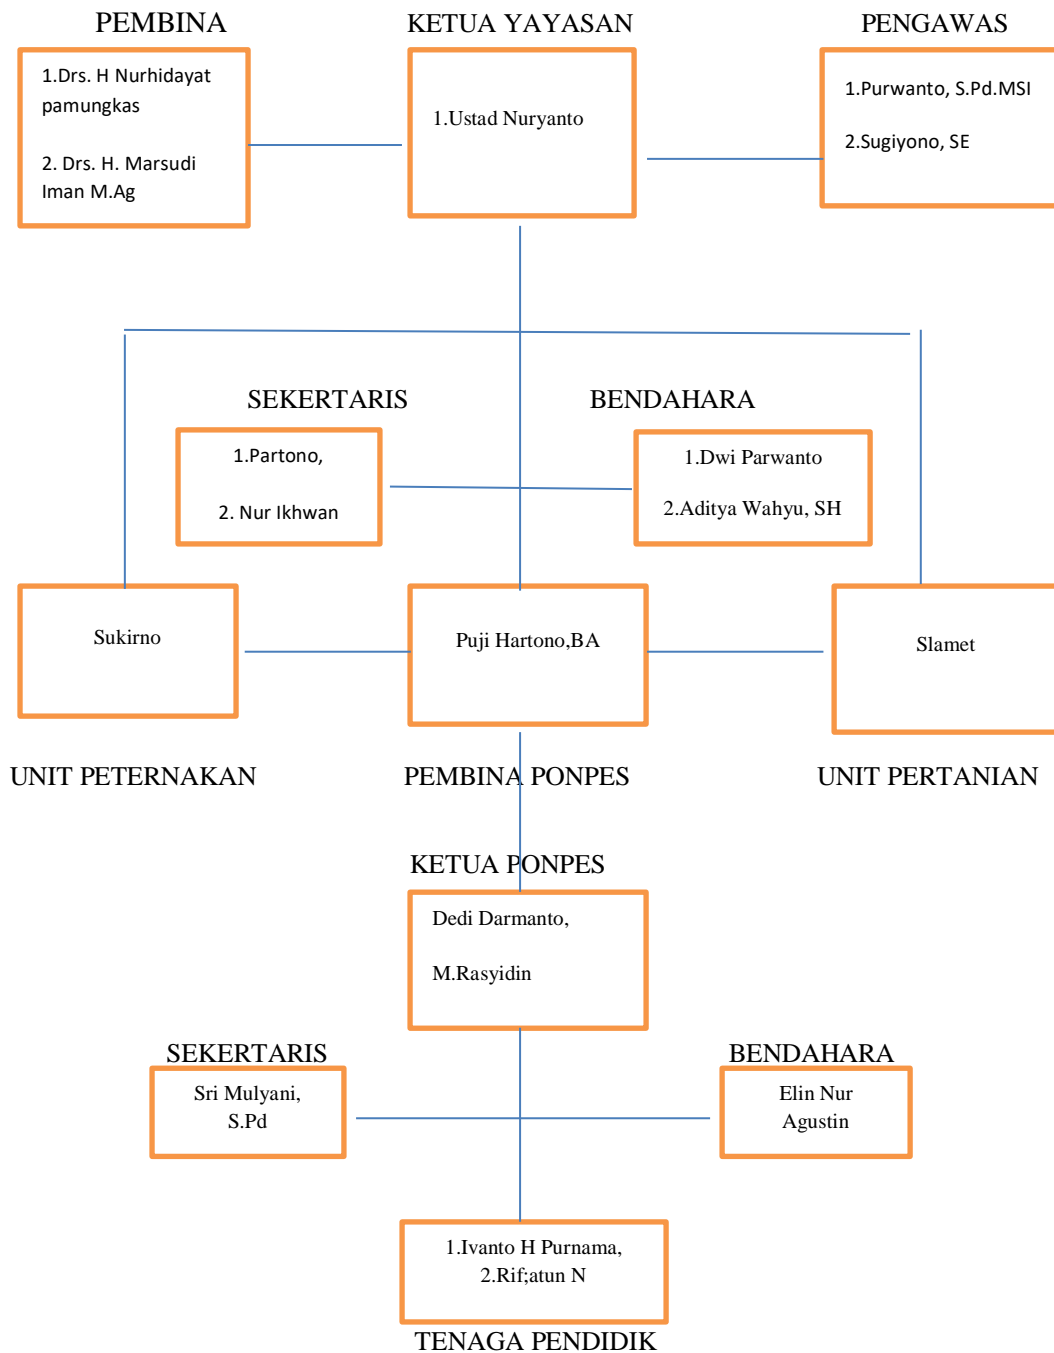 PEMBINA
KETUA YAYASAN
PENGAWAS
1.Drs. H Nurhidayat
pamungkas
2. Drs. H. Marsudi
Iman M.Ag
1.Ustad Nuryanto
1.Purwanto, S.Pd.MSI
2.Sugiyono, SE
SEKERTARIS
BENDAHARA
1.Partono,
2. Nur Ikhwan
1.Dwi Parwanto
2.Aditya Wahyu, SH
Sukirno
Puji Hartono,BA
Slamet
UNIT PETERNAKAN
PEMBINA PONPES
UNIT PERTANIAN
KETUA PONPES
Dedi Darmanto,
M.Rasyidin
SEKERTARIS
BENDAHARA
Sri Mulyani,
S.Pd
Elin Nur
Agustin
1.Ivanto H Purnama,
2.Rif;atun N
TENAGA PENDIDIK